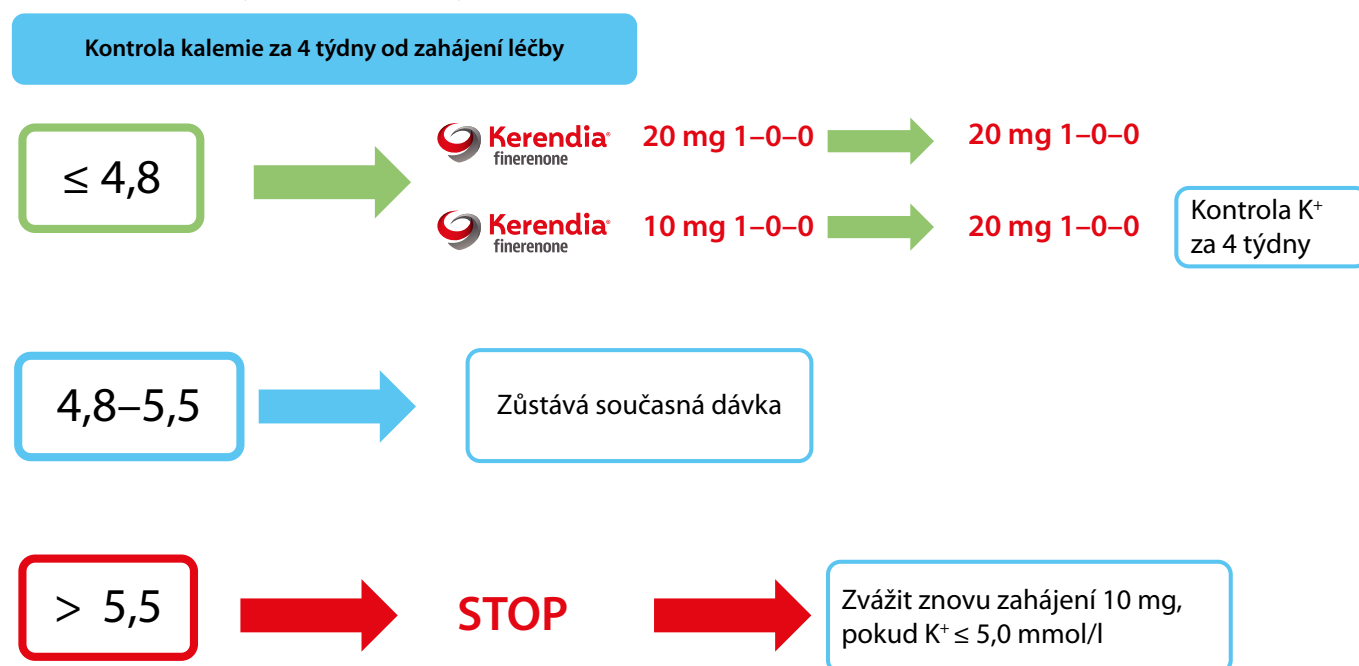 Kontrola kalemie za 4 týdny od zahájení léčby
≤ 4,8
Kerendia®
finerenone
20 mg 1–0–0
20 mg 1–0–0
Kerendia®
finerenone
10 mg 1–0–0
20 mg 1–0–0
Kontrola K⁺
za 4 týdny
4,8–5,5
Zůstává současná dávka
> 5,5
STOP
Zvážit znovu zahájení 10 mg,
pokud K⁺ ≤ 5,0 mmol/l